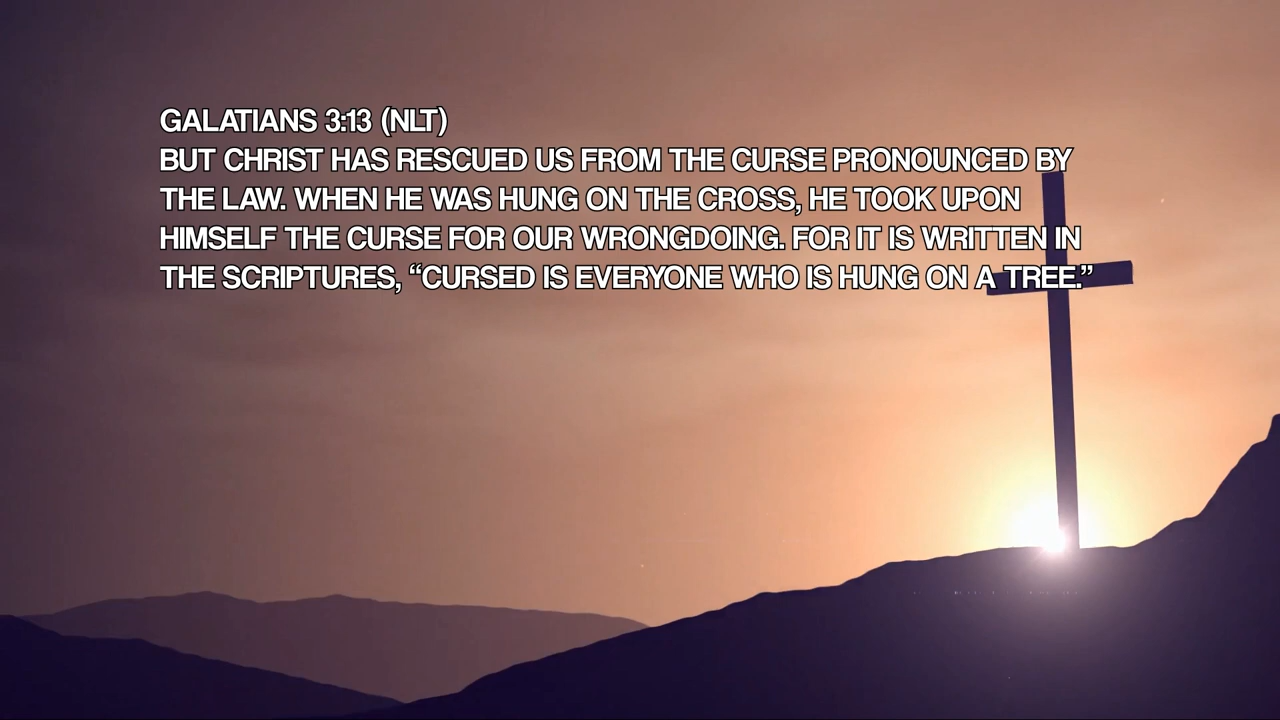 GALATIANS 3:13 (NLT)
BUT CHRIST HAS RESCUED US FROM THE CURSE PRONOUNCED BY
THE LAW. WHEN HE WAS HUNG ON THE CROSS, HE TOOK UPON
HIMSELF THE CURSE FOR OUR WRONGDOING. FOR IT IS WRITTEN IN
THE SCRIPTURES, “CURSED IS EVERYONE WHO IS HUNG ON A TREE.”